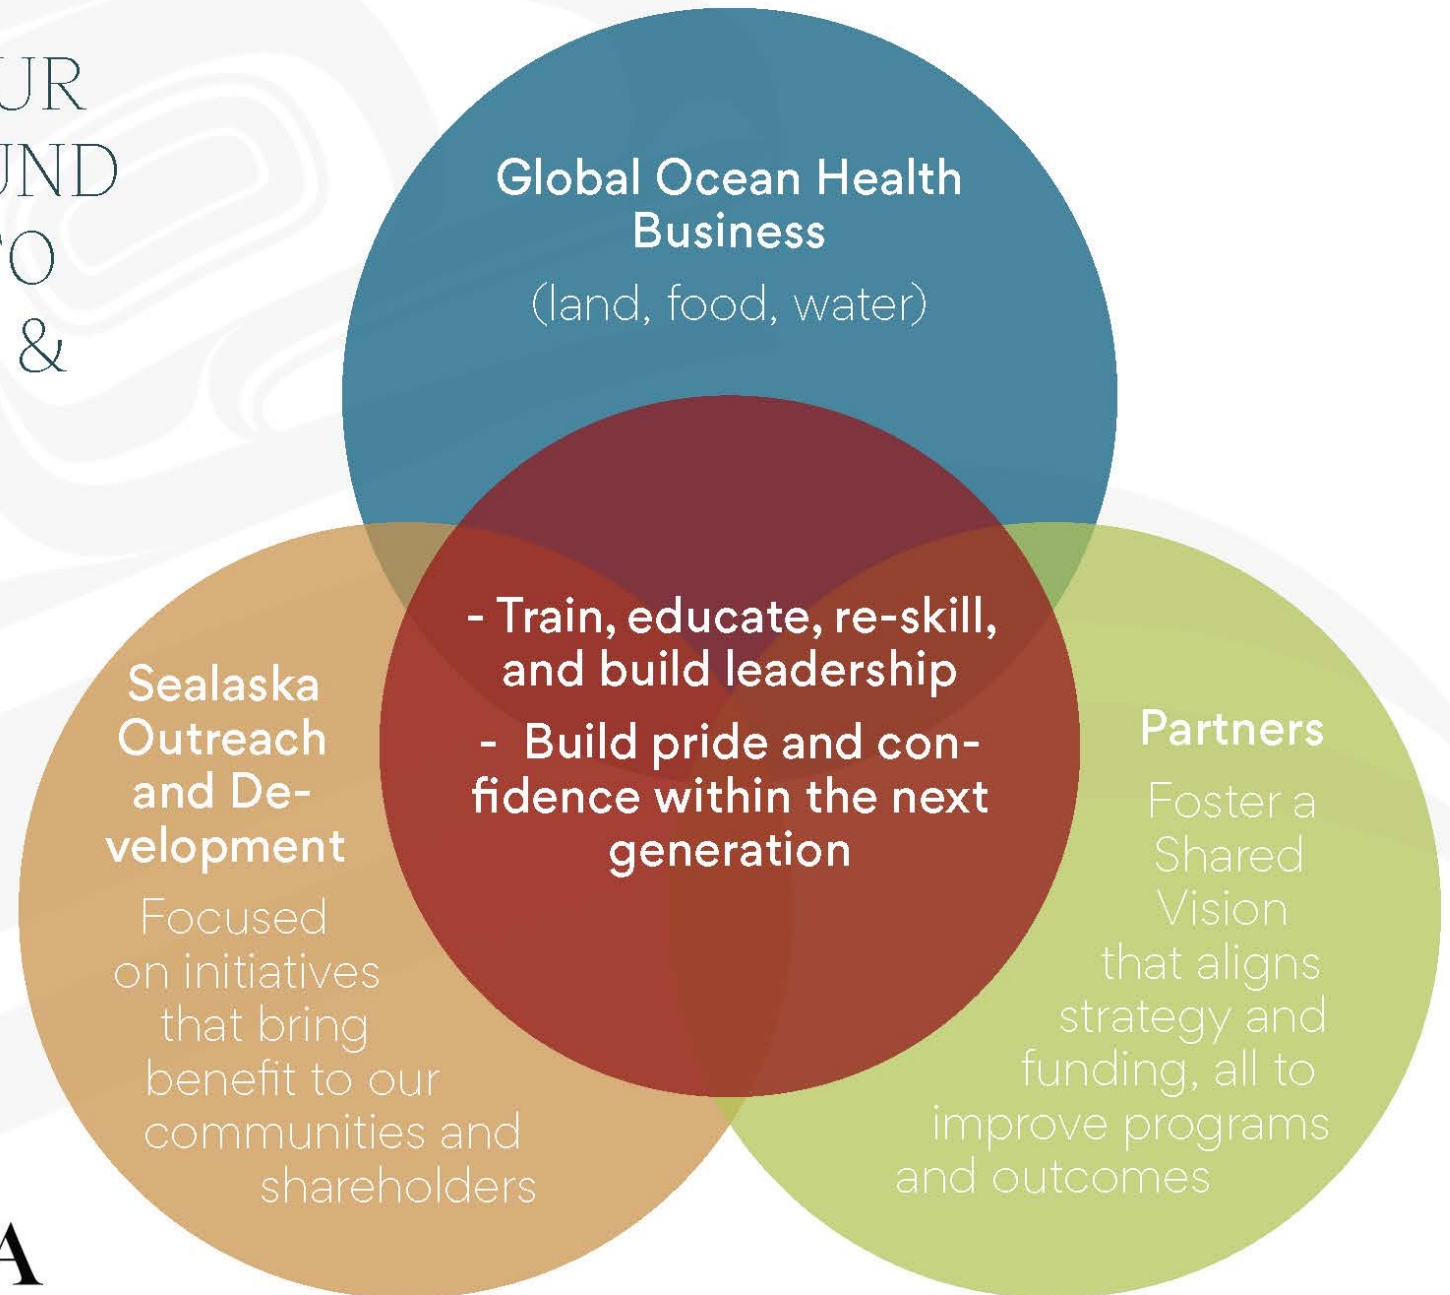 UR
UND
TO
&
Global Ocean Health
Business
(land, food, water)
- Train, educate, re-skill,
and build leadership
- Build pride and con-
fidence within the next
generation
Sealaska
Outreach
and De-
velopment
Focused
on initiatives
that bring
benefit to our
communities and
shareholders
Partners
Foster a
Shared
Vision
that aligns
strategy and
funding, all to
improve programs
and outcomes
A